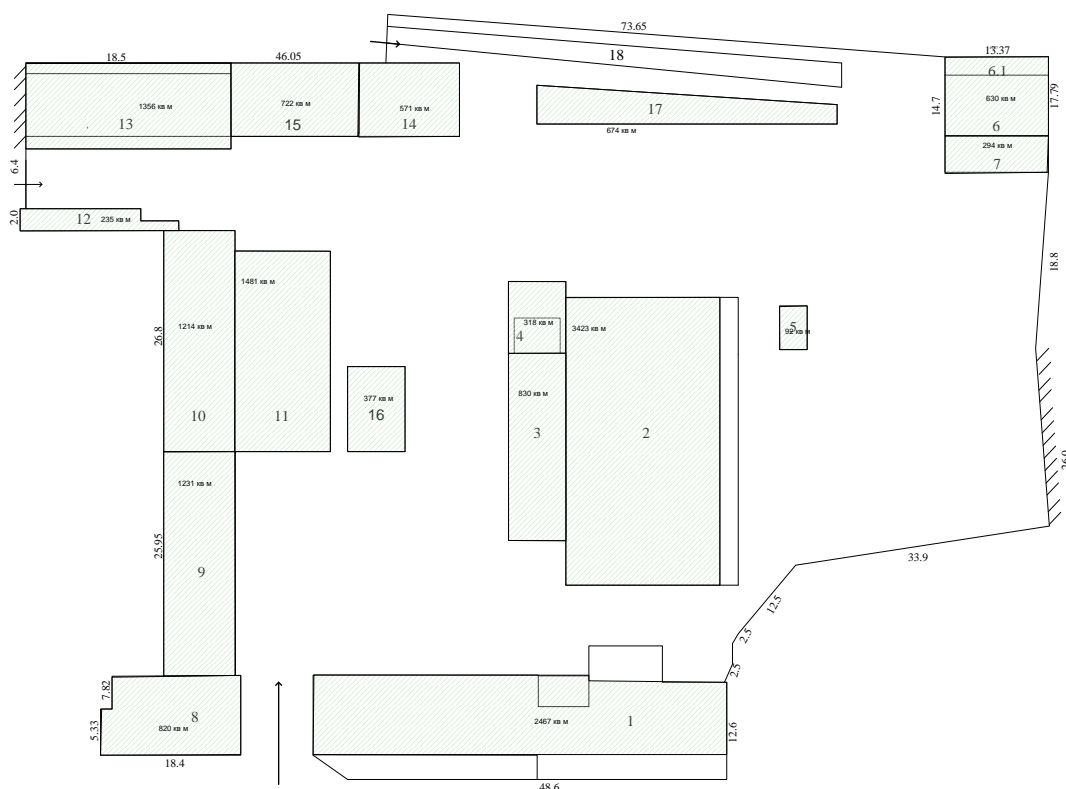 73.65
18.5
46.05
18
13.37
6.1
1356 кв м
722 кв м
571 кв м
630 кв м
14.7
17.79
13
15
14
17
6
674 кв м
294 кв м
7
6.4
12
235 кв м
2.0
18.8
1481 кв м
1214 кв м
318 кв м
3423 кв м
4
5
92 кв м
26.8
377 кв м
830 кв м
10
11
16
3
2
26.9
1231 кв м
25.95
9
33.9
12.5
2.5
2.5
7.82
5.33
8
820 кв м
18.4
2467 кв м
1
12.6
48.6